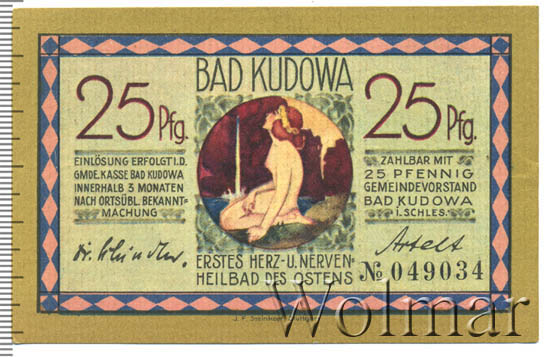 BAD KUDOWA
25 Pfg.
25 Pfg.
EINLÖSUNG ERFOLGT I.D.
GMDE. KASSE BAD KUDOWA
INNERHALB 3 MONATEN
NACH ORTSÜBL. BEKANNT-
MACHUNG
ZAHLBAR MIT
25 PFENNIG
GEMEINDEVORSTAND
BAD KUDOWA
I. SCHLES.
ERSTES HERZ- U. NERVEN-
HEILBAD DES OSTENS
№ 049034
Wolmar